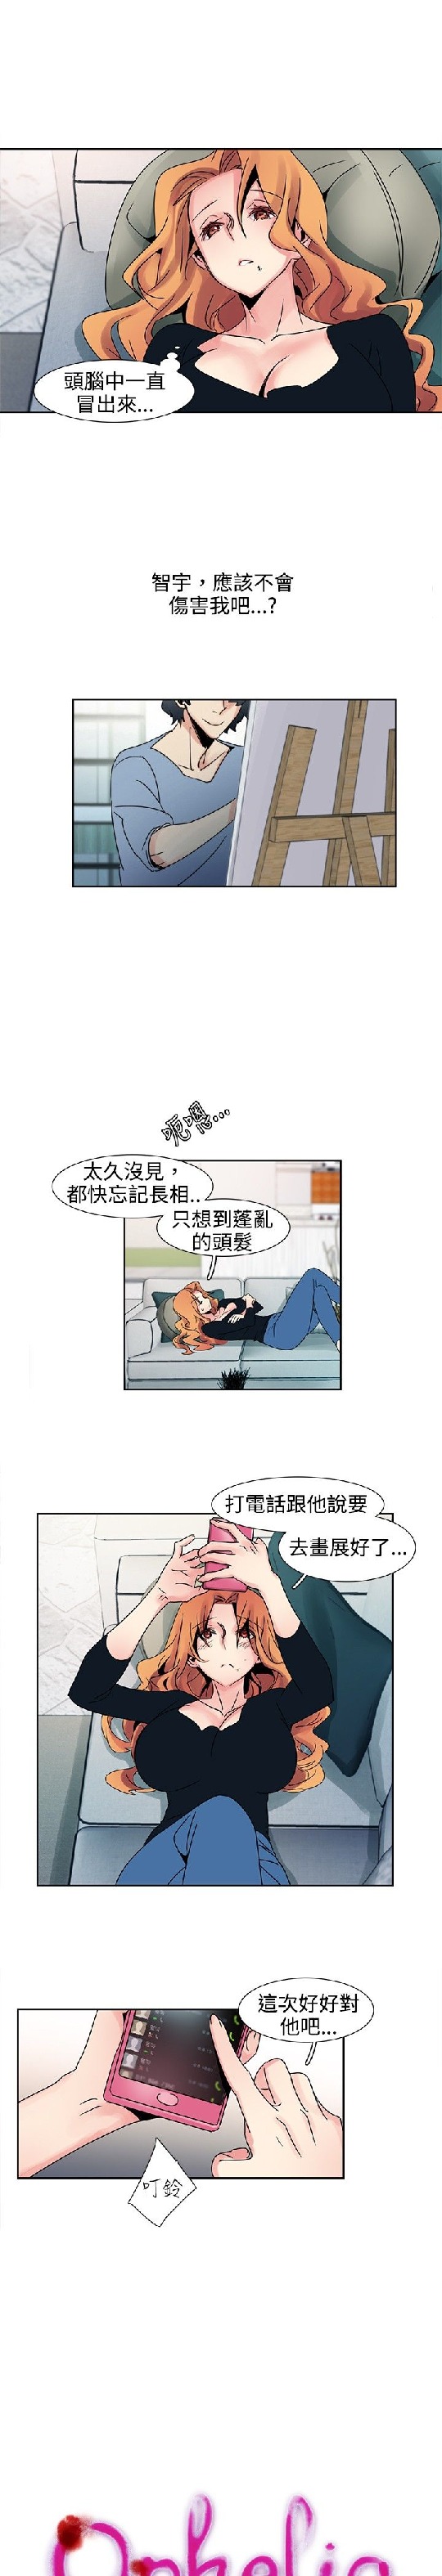 頭腦中一直
冒出來...
智宇，應該不會
傷害我吧...?
呃嗯...
太久沒見，
都快忘記長相..
只想到蓬亂
的頭髮
打電話跟他說要
去畫展好了...
這次好好對
他吧...
叮鈴
Ophelia